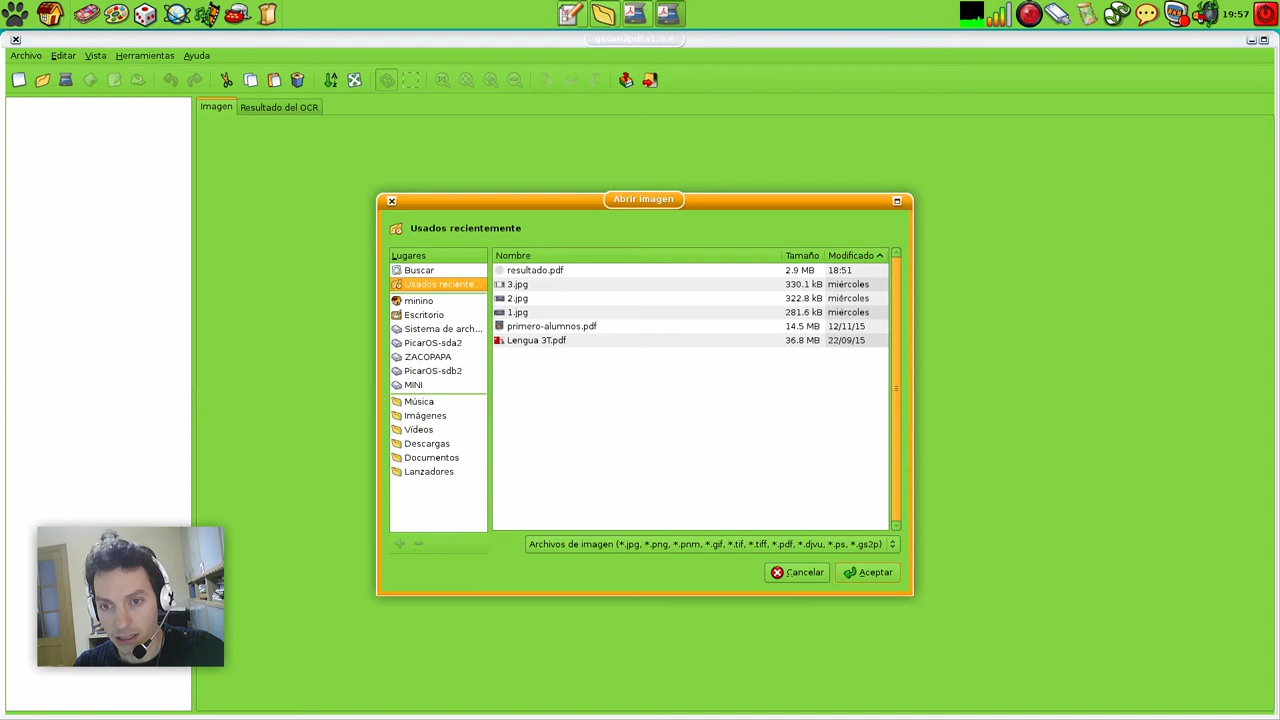 19:57
gscan2pdf v1.0.4
Archivo Editar Vista Herramientas Ayuda
Imagen Resultado del OCR
Abrir imagen
Usados recientemente
Lugares
Buscar
Usados reciente...
minino
Escritorio
Sistema de arch...
PicarOS-sda2
ZACOPAPA
PicarOS-sdb2
MINI
Música
Imágenes
Vídeos
Descargas
Documentos
Lanzadores
Nombre Tamaño Modificado
resultado.pdf 2.9 MB 18:51
3.jpg 330.1 kB miércoles
2.jpg 322.8 kB miércoles
1.jpg 281.6 kB miércoles
primero-alumnos.pdf 14.5 MB 12/11/15
Lengua 3T.pdf 36.8 MB 22/09/15
Archivos de imagen (*.jpg, *.png, *.pnm, *.gif, *.tif, *.tiff, *.pdf, *.djvu, *.ps, *.gs2p)
Cancelar Aceptar